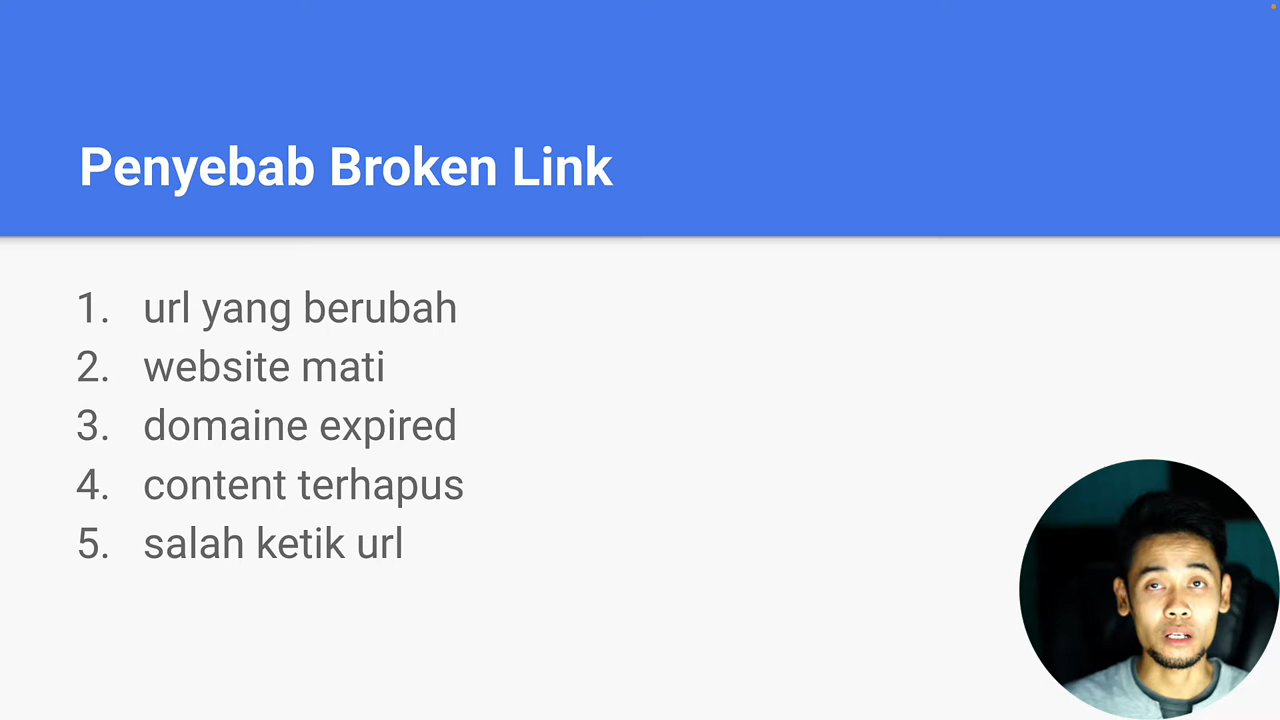 Penyebab Broken Link
1. url yang berubah
2. website mati
3. domaine expired
4. content terhapus
5. salah ketik url